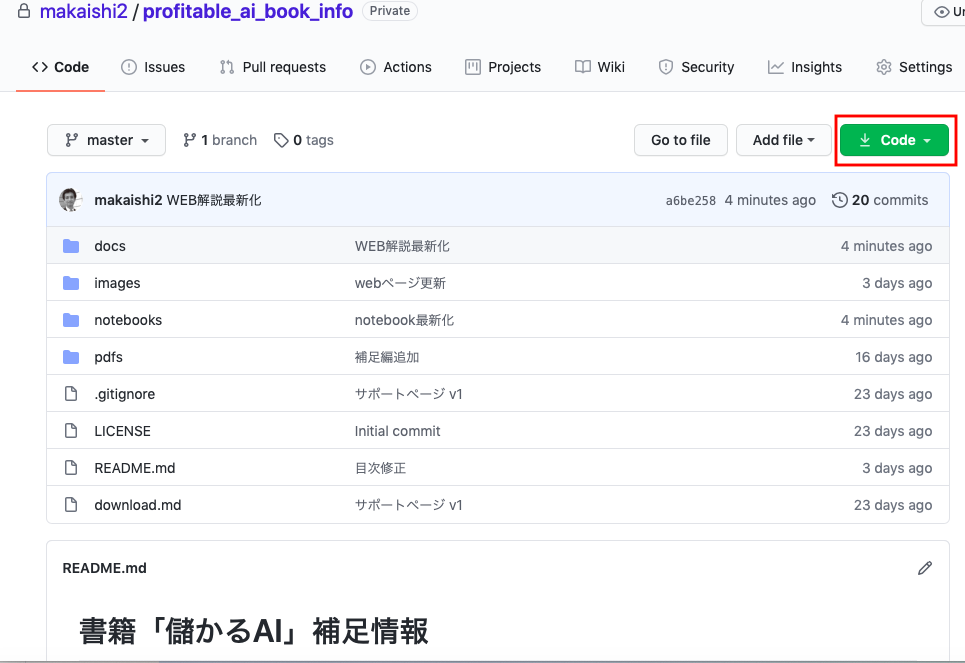 makaishi2 / profitable_ai_book_info Private
Code Issues Pull requests Actions Projects Wiki Security Insights Settings
master 1 branch 0 tags Go to file Add file Code
makaishi2 WEB解説最新化 a6be258 4 minutes ago 20 commits
docs WEB解説最新化 4 minutes ago
images webページ更新 3 days ago
notebooks notebook最新化 4 minutes ago
pdfs 補足編追加 16 days ago
.gitignore サポートページ v1 23 days ago
LICENSE Initial commit 23 days ago
README.md 目次修正 3 days ago
download.md サポートページ v1 23 days ago
README.md
書籍「儲かるAI」補足情報